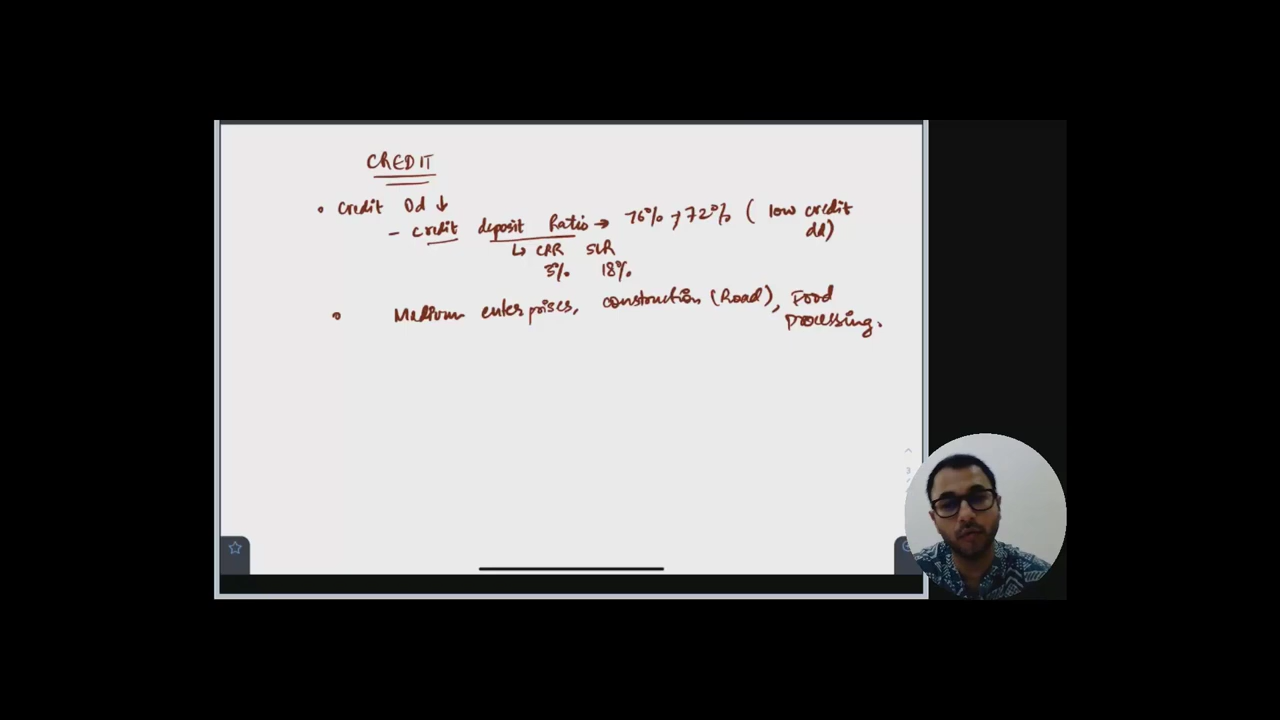 CREDIT
• Credit Dd ↓
- credit deposit Ratio → 76% → 72% ( low credit
dd)
↳ CRR SLR
3% 18%
• Medium enterprises, construction (Road), Food
processing.